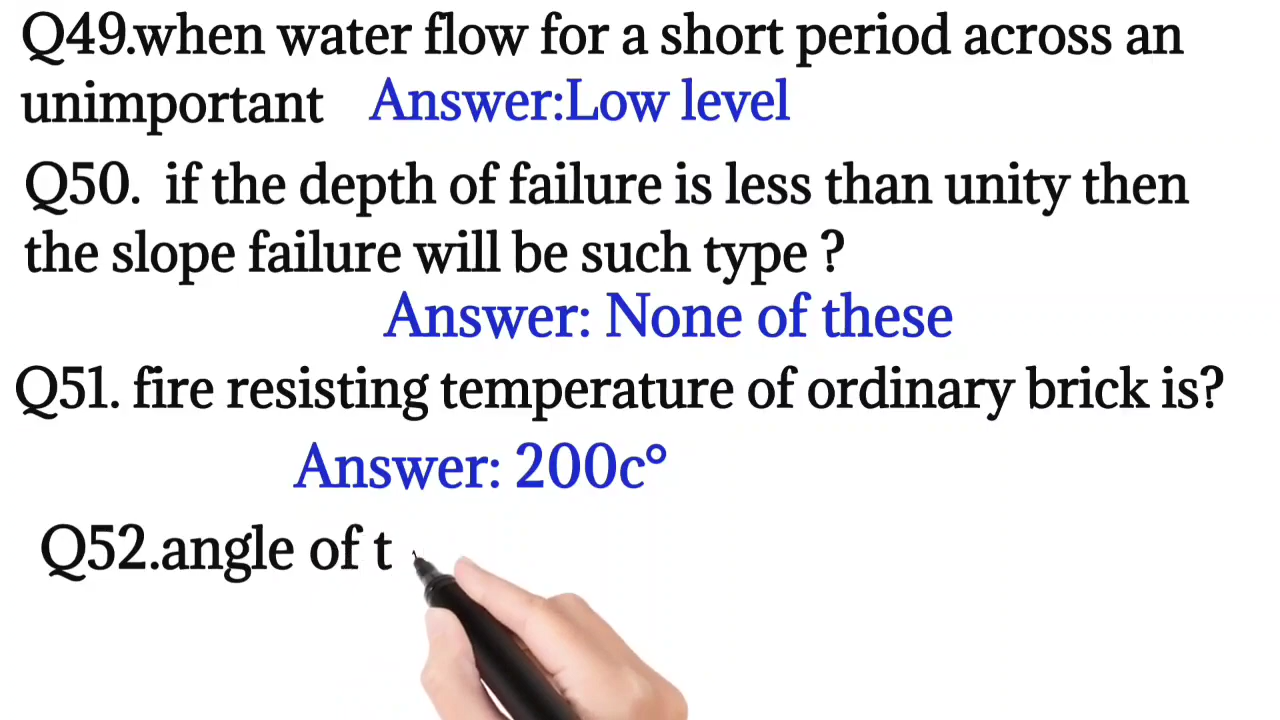 Q49.when water flow for a short period across an
unimportant Answer:Low level
Q50. if the depth of failure is less than unity then
the slope failure will be such type ?
Answer: None of these
Q51. fire resisting temperature of ordinary brick is?
Answer: 200c°
Q52.angle of t